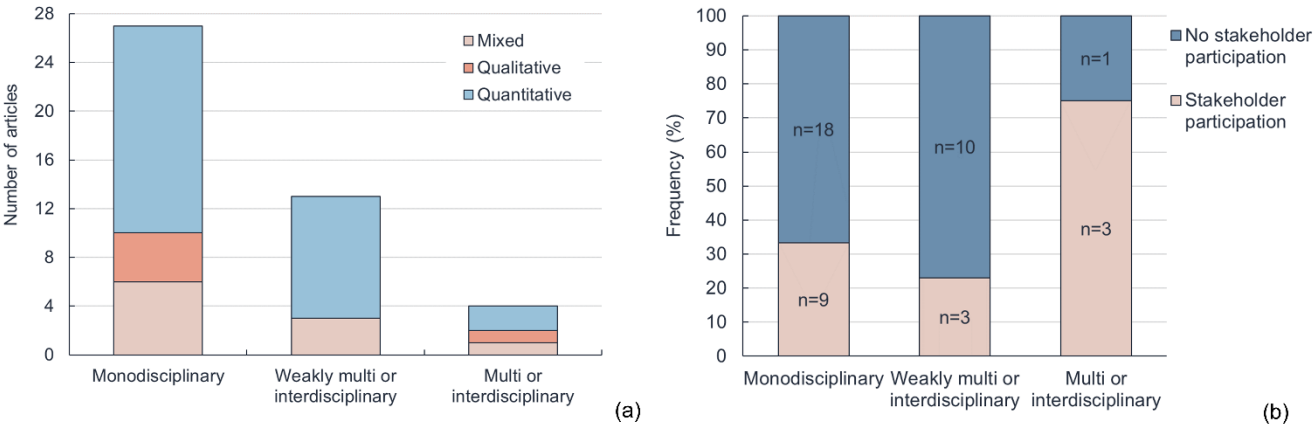 Number of articles
28
24
20
16
12
8
4
0
Mixed
Qualitative
Quantitative
Monodisciplinary
Weakly multi or
interdisciplinary
Multi or
interdisciplinary
(a)
Frequency (%)
100
90
80
70
60
50
40
30
20
10
0
n=18
n=9
n=10
n=3
n=1
n=3
No stakeholder
participation
Stakeholder
participation
Monodisciplinary
Weakly multi or
interdisciplinary
Multi or
interdisciplinary
(b)